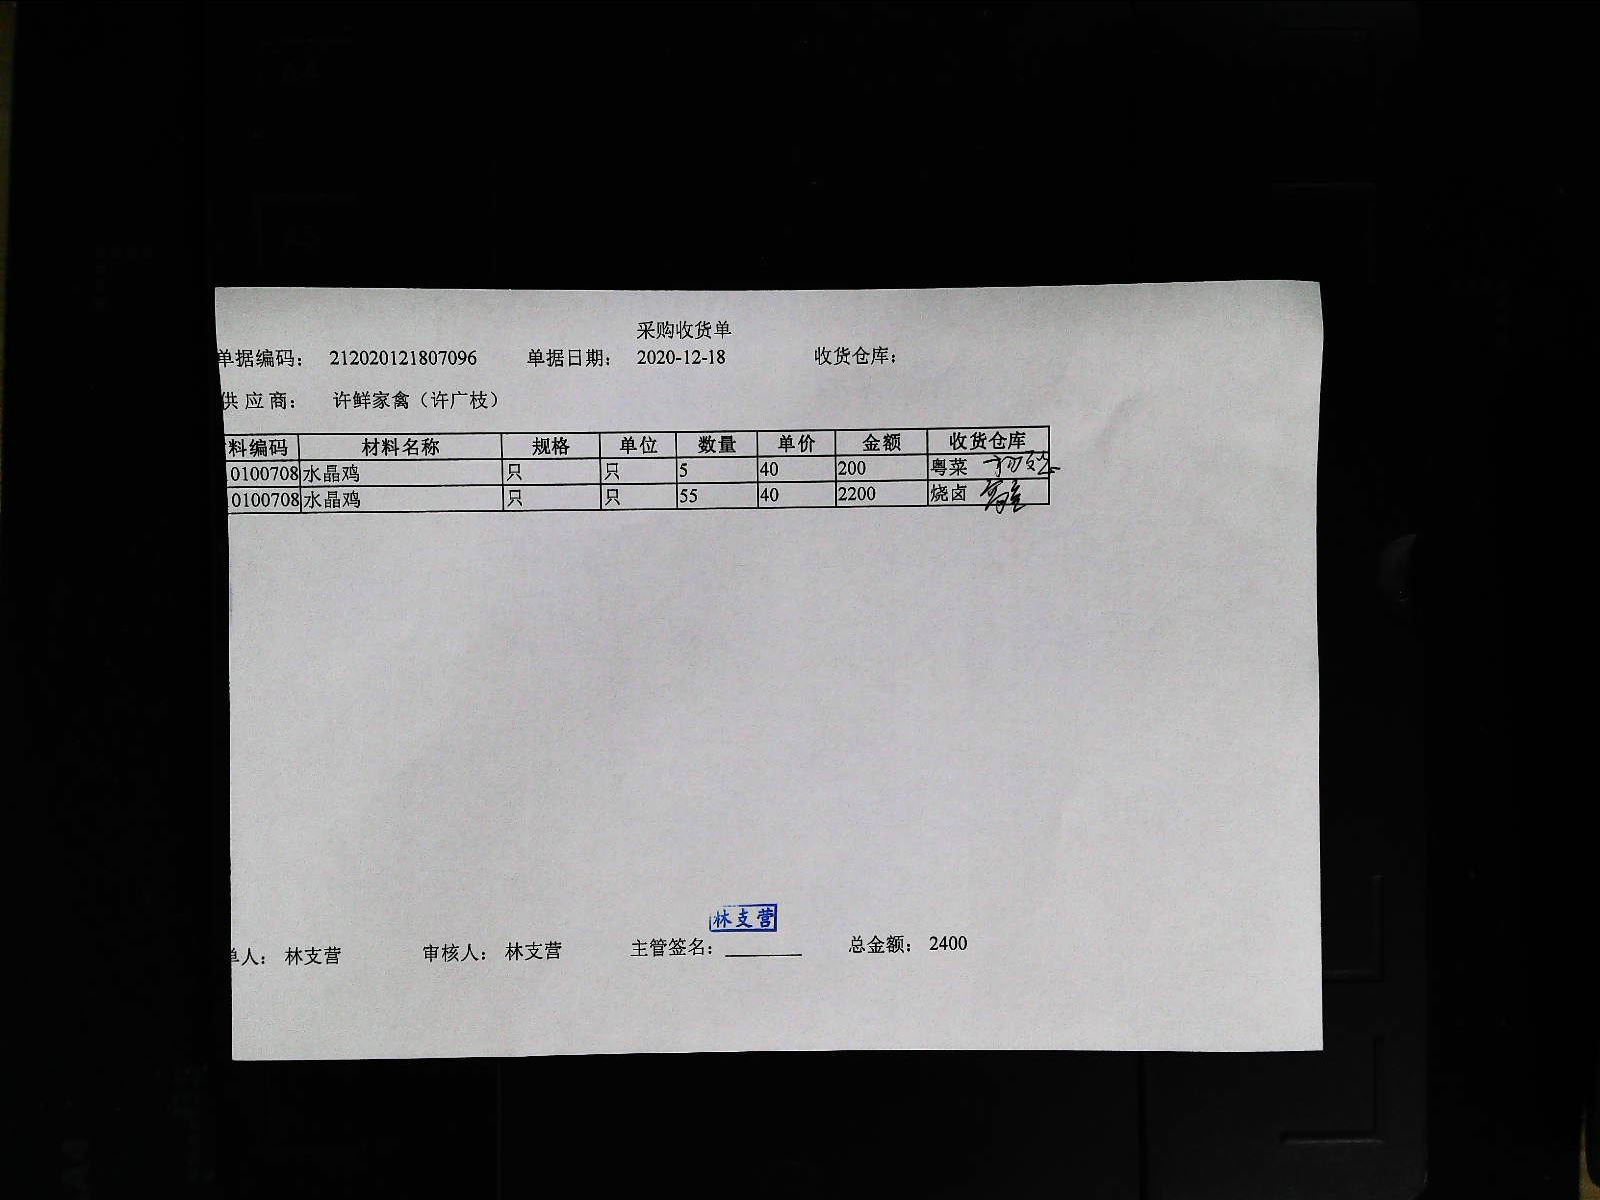 采购收货单
单据编码： 212020121807096 单据日期： 2020-12-18 收货仓库：
供应商： 许鲜家禽（许广枝）
料编码 材料名称 规格 单位 数量 单价 金额 收货仓库
0100708 水晶鸡 只 只 5 40 200 粤菜
0100708 水晶鸡 只 只 55 40 2200 烧卤
林支营
单人： 林支营 审核人： 林支营 主管签名： 总金额： 2400